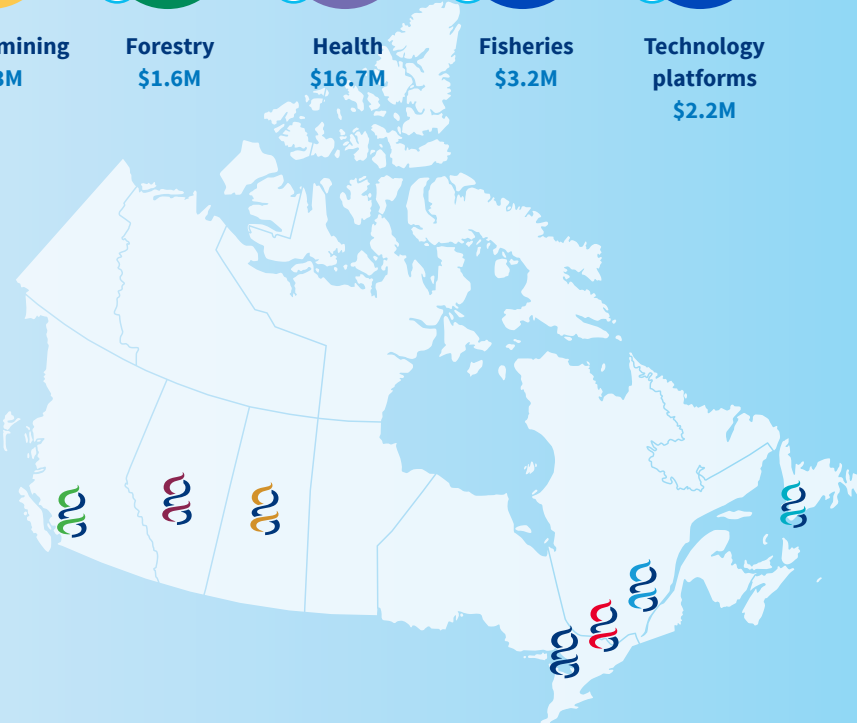 mining
Forestry
Health
Fisheries
Technology
platforms
$1.6M
$16.7M
$3.2M
$2.2M